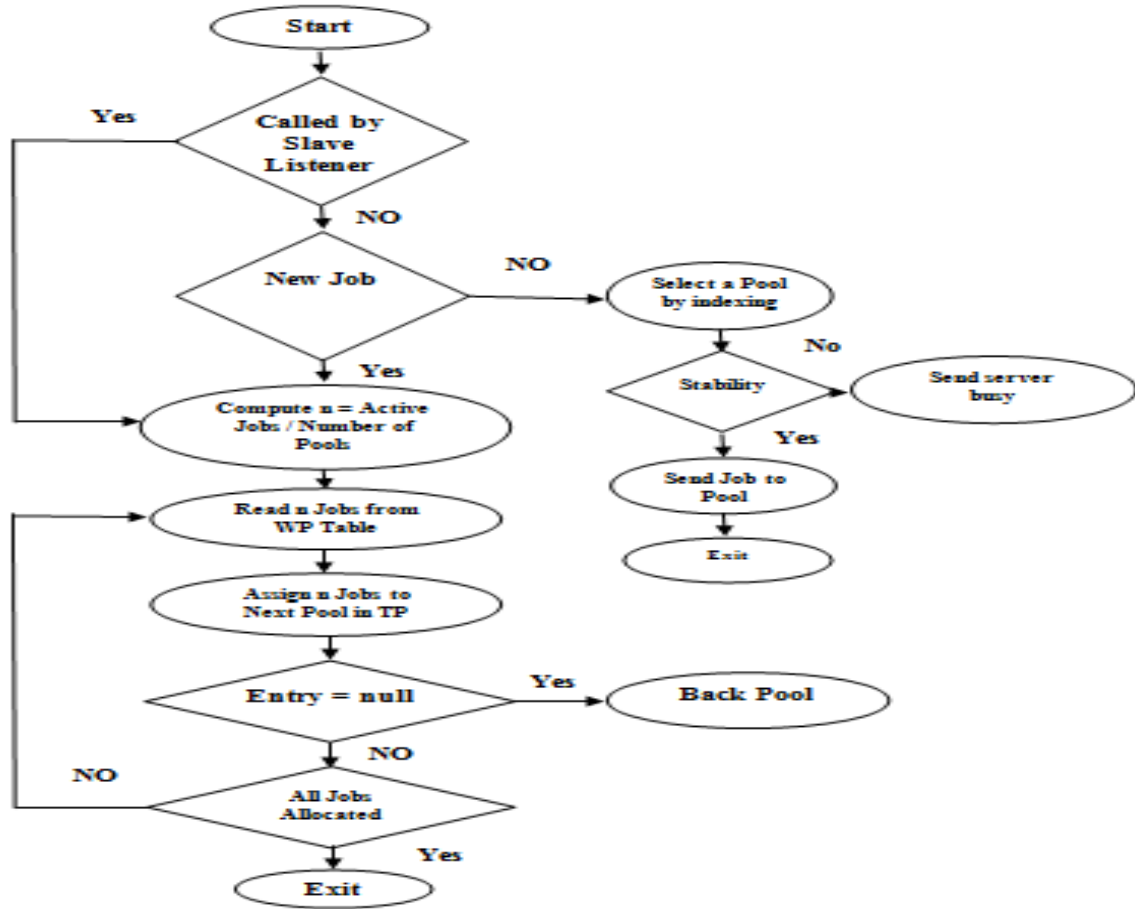 Start
Yes
Called by
Slave
Listener
NO
New Job
NO
Select a Pool
by indexing
No
Yes
Stability
Send server
busy
Compute n = Active
Jobs / Number of
Pools
Yes
Send Job to
Pool
Read n Jobs from
WP Table
Exit
Assign n Jobs to
Next Pool in TP
Entry = null
Yes
Back Pool
NO
NO
All Jobs
Allocated
Yes
Exit